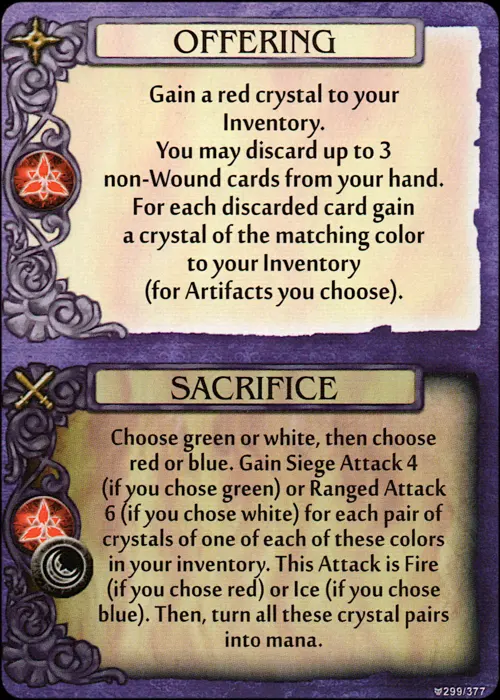 OFFERING
Gain a red crystal to your
Inventory.
You may discard up to 3
non-Wound cards from your hand.
For each discarded card gain
a crystal of the matching color
to your Inventory
(for Artifacts you choose).
SACRIFICE
Choose green or white, then choose
red or blue. Gain Siege Attack 4
(if you chose green) or Ranged Attack
6 (if you chose white) for each pair of
crystals of one of each of these colors
in your inventory. This Attack is Fire
(if you chose red) or Ice (if you chose
blue). Then, turn all these crystal pairs
into mana.
299/377